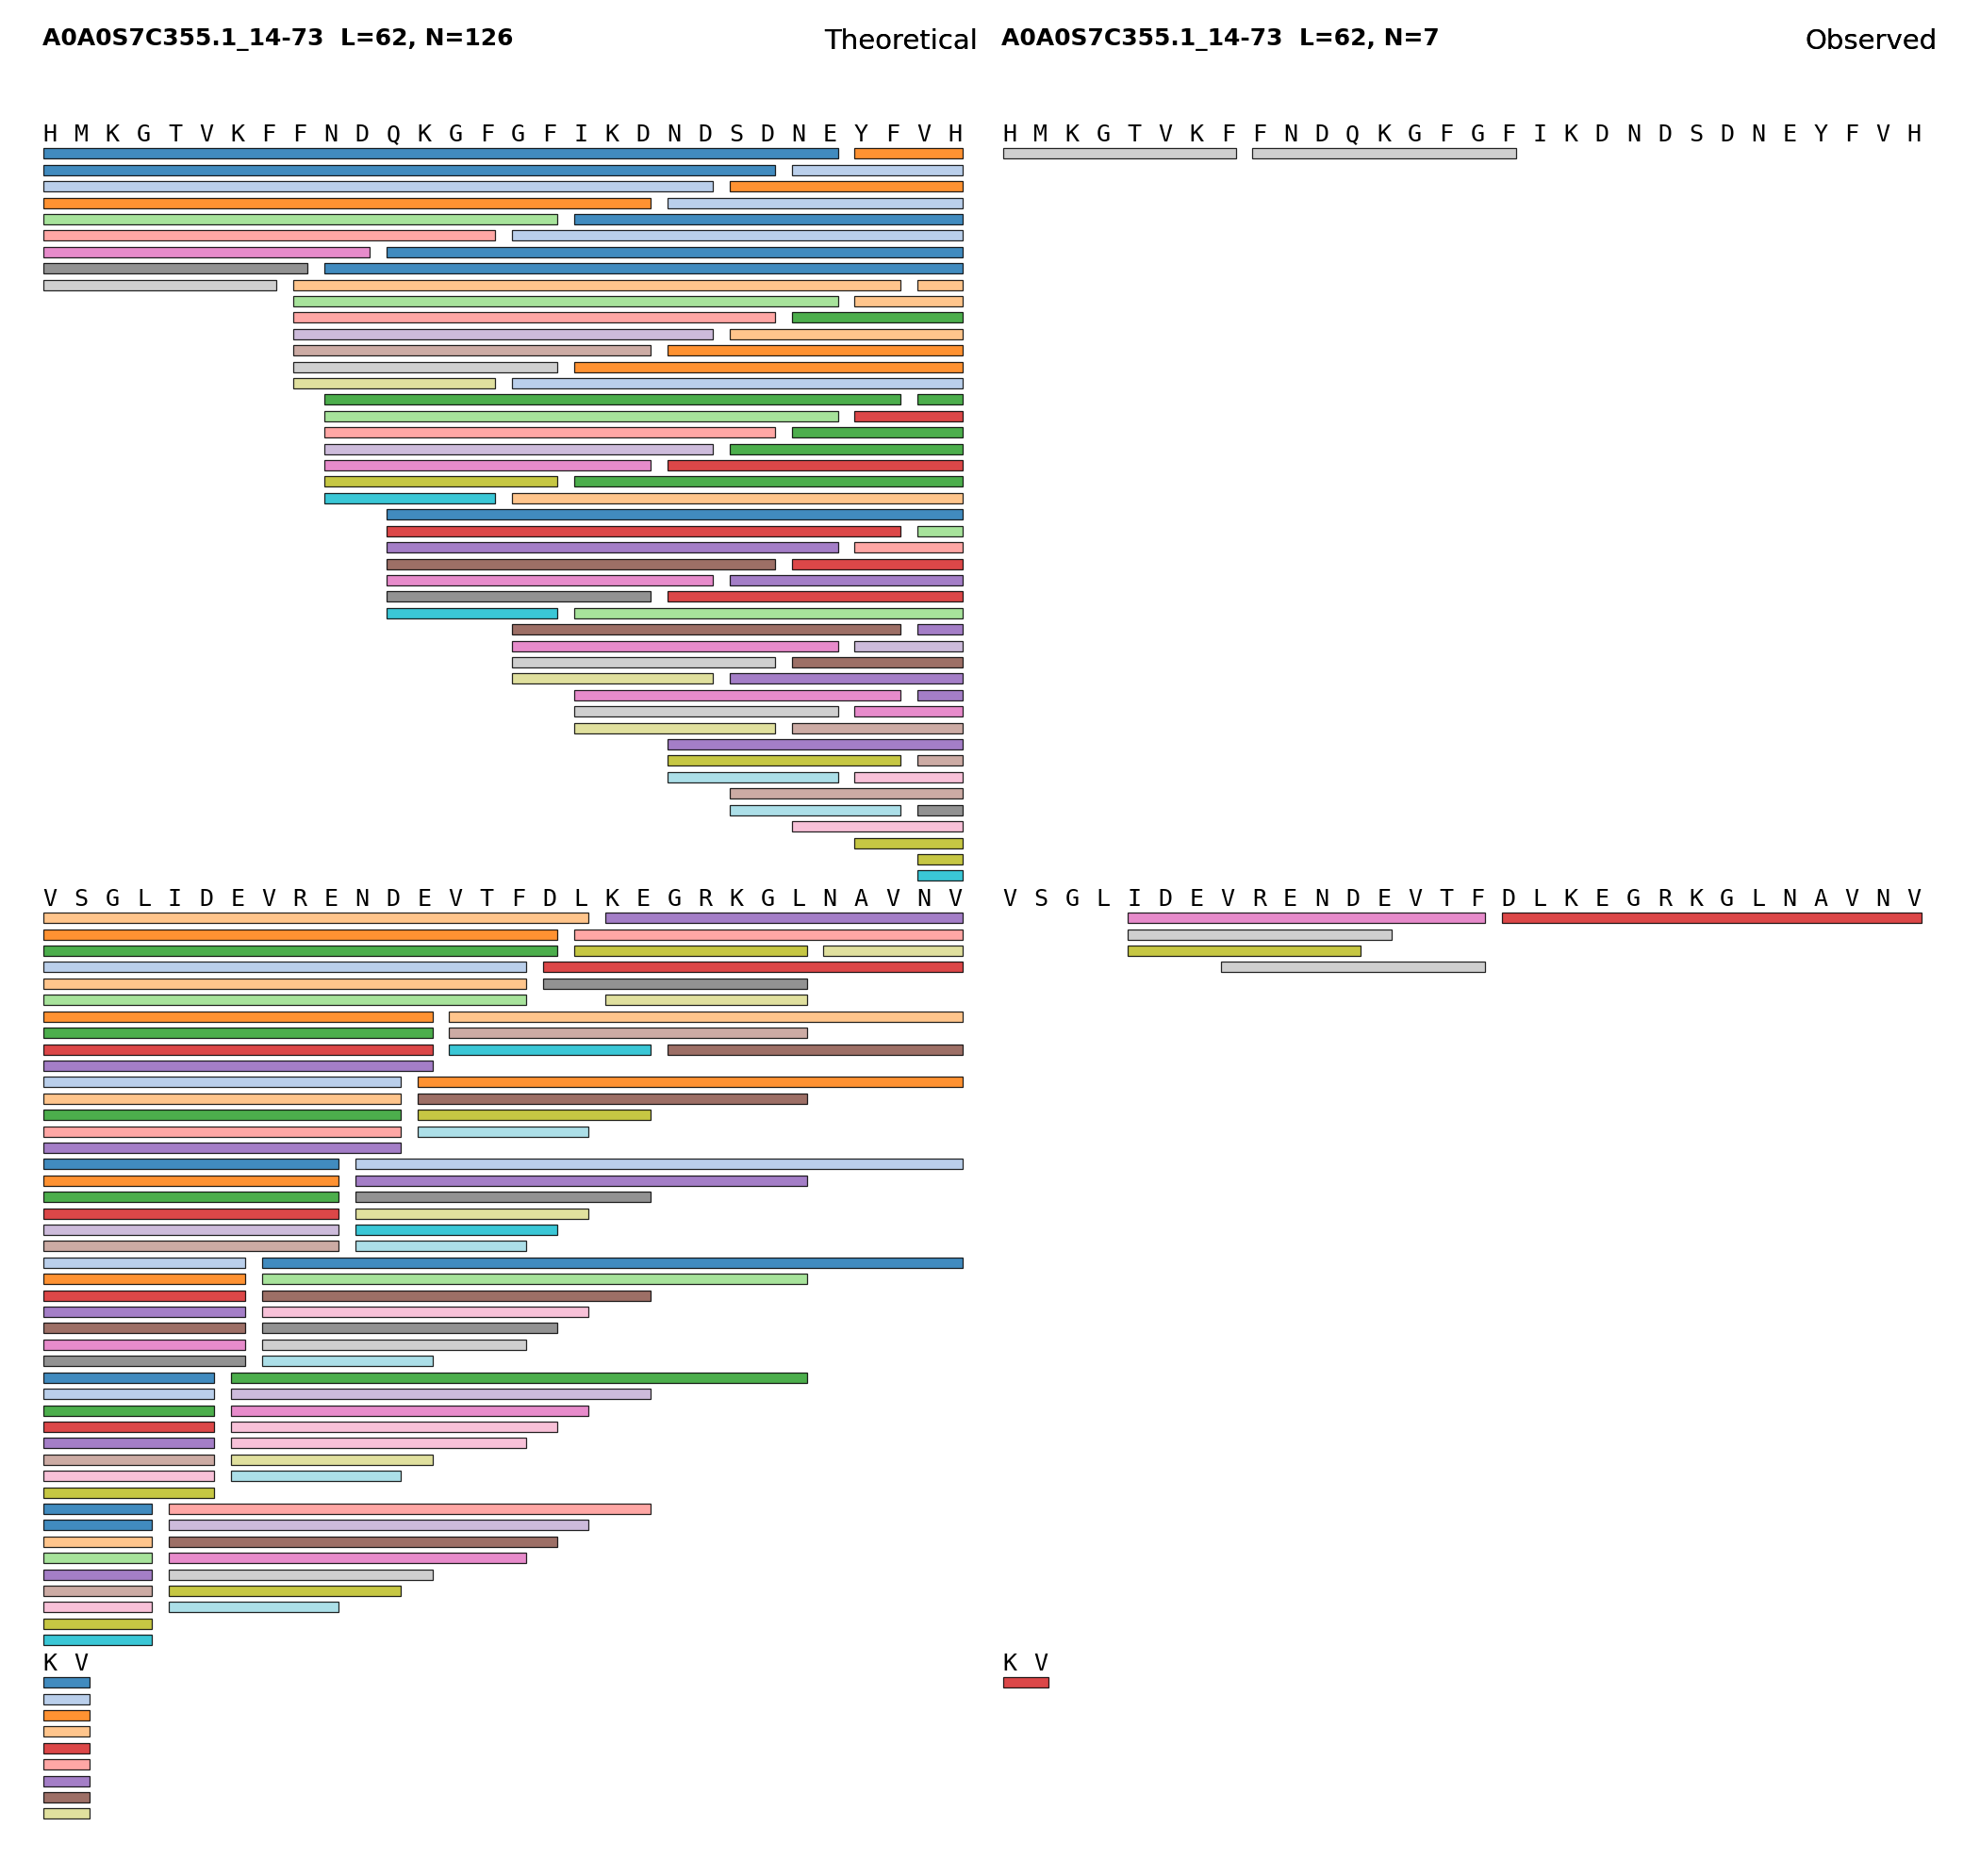 A0A0S7C355.1_14-73 L=62, N=126 Theoretical
A0A0S7C355.1_14-73 L=62, N=7 Observed
H M K G T V K F F N D Q K G F G F I K D N D S D N E Y F V H
H M K G T V K F F N D Q K G F G F I K D N D S D N E Y F V H
V S G L I D E V R E N D E V T F D L K E G R K G L N A V N V
V S G L I D E V R E N D E V T F D L K E G R K G L N A V N V
K V
K V